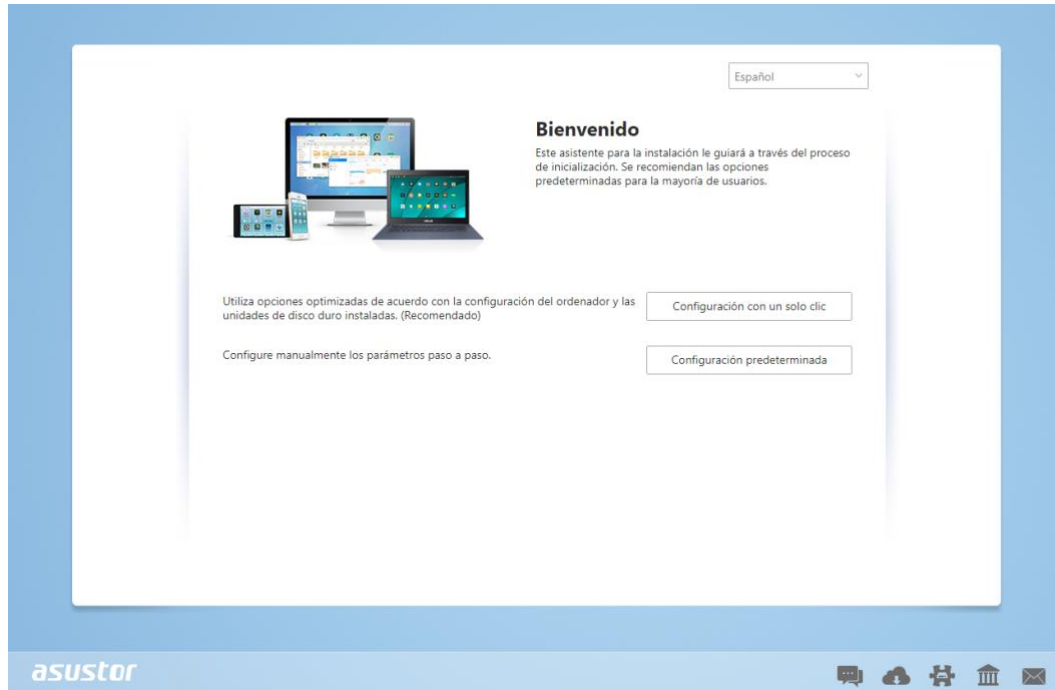 Español
Bienvenido
Este asistente para la instalación le guiará a través del proceso
de inicialización. Se recomiendan las opciones
predeterminadas para la mayoría de usuarios.
Utiliza opciones optimizadas de acuerdo con la configuración del ordenador y las
unidades de disco duro instaladas. (Recomendado)
Configuración con un solo clic
Configure manualmente los parámetros paso a paso.
Configuración predeterminada
asustor